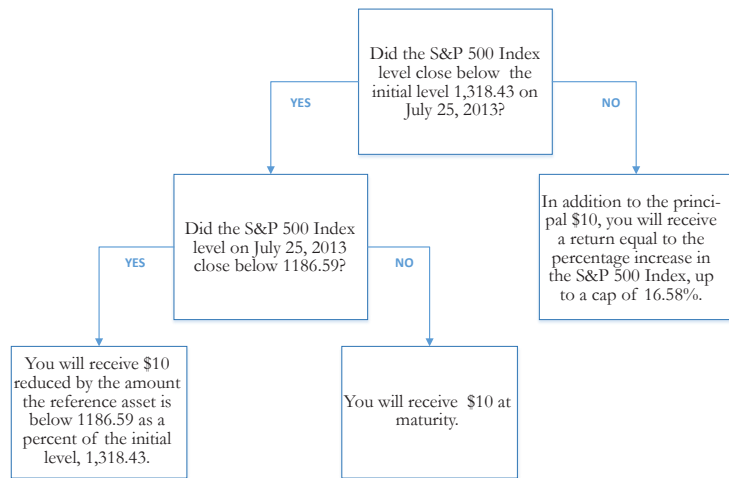 Did the S&P 500 Index
level close below the
initial level 1,318.43 on
July 25, 2013?
YES
NO
Did the S&P 500 Index
level on July 25, 2013
close below 1186.59?
In addition to the princi-
pal $10, you will receive
a return equal to the
percentage increase in
the S&P 500 Index, up
to a cap of 16.58%.
YES
NO
You will receive $10
reduced by the amount
the reference asset is
below 1186.59 as a
percent of the initial
level, 1,318.43.
You will receive $10 at
maturity.